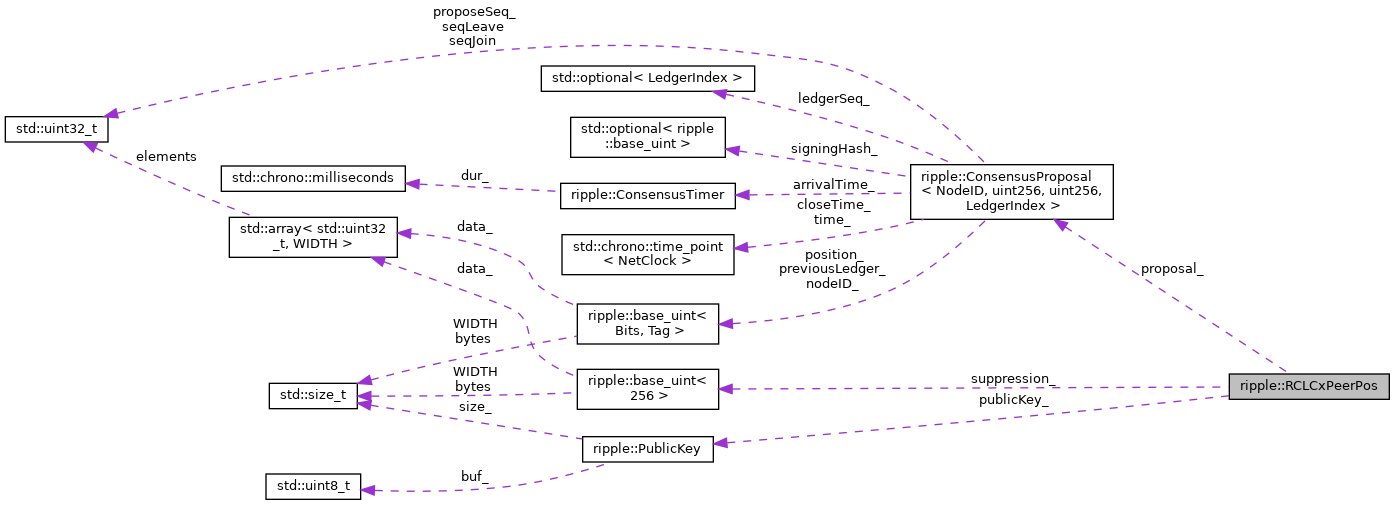 proposeSeq_
seqLeave
seqJoin
std::optional< LedgerIndex >
ledgerSeq_
std::uint32_t
std::optional< ripple
::base_uint >
signingHash_
elements
std::chrono::milliseconds
dur_
ripple::ConsensusTimer
arrivalTime_
ripple::ConsensusProposal
< NodeID, uint256, uint256,
LedgerIndex >
closeTime_
time_
std::array< std::uint32
_t, WIDTH >
data_
std::chrono::time_point
< NetClock >
data_
position_
previousLedger_
nodeID_
proposal_
ripple::base_uint<
Bits, Tag >
WIDTH
bytes
WIDTH
bytes
ripple::base_uint<
256 >
suppression_
ripple::RCLCxPeerPos
std::size_t
size_
publicKey_
ripple::PublicKey
buf_
std::uint8_t